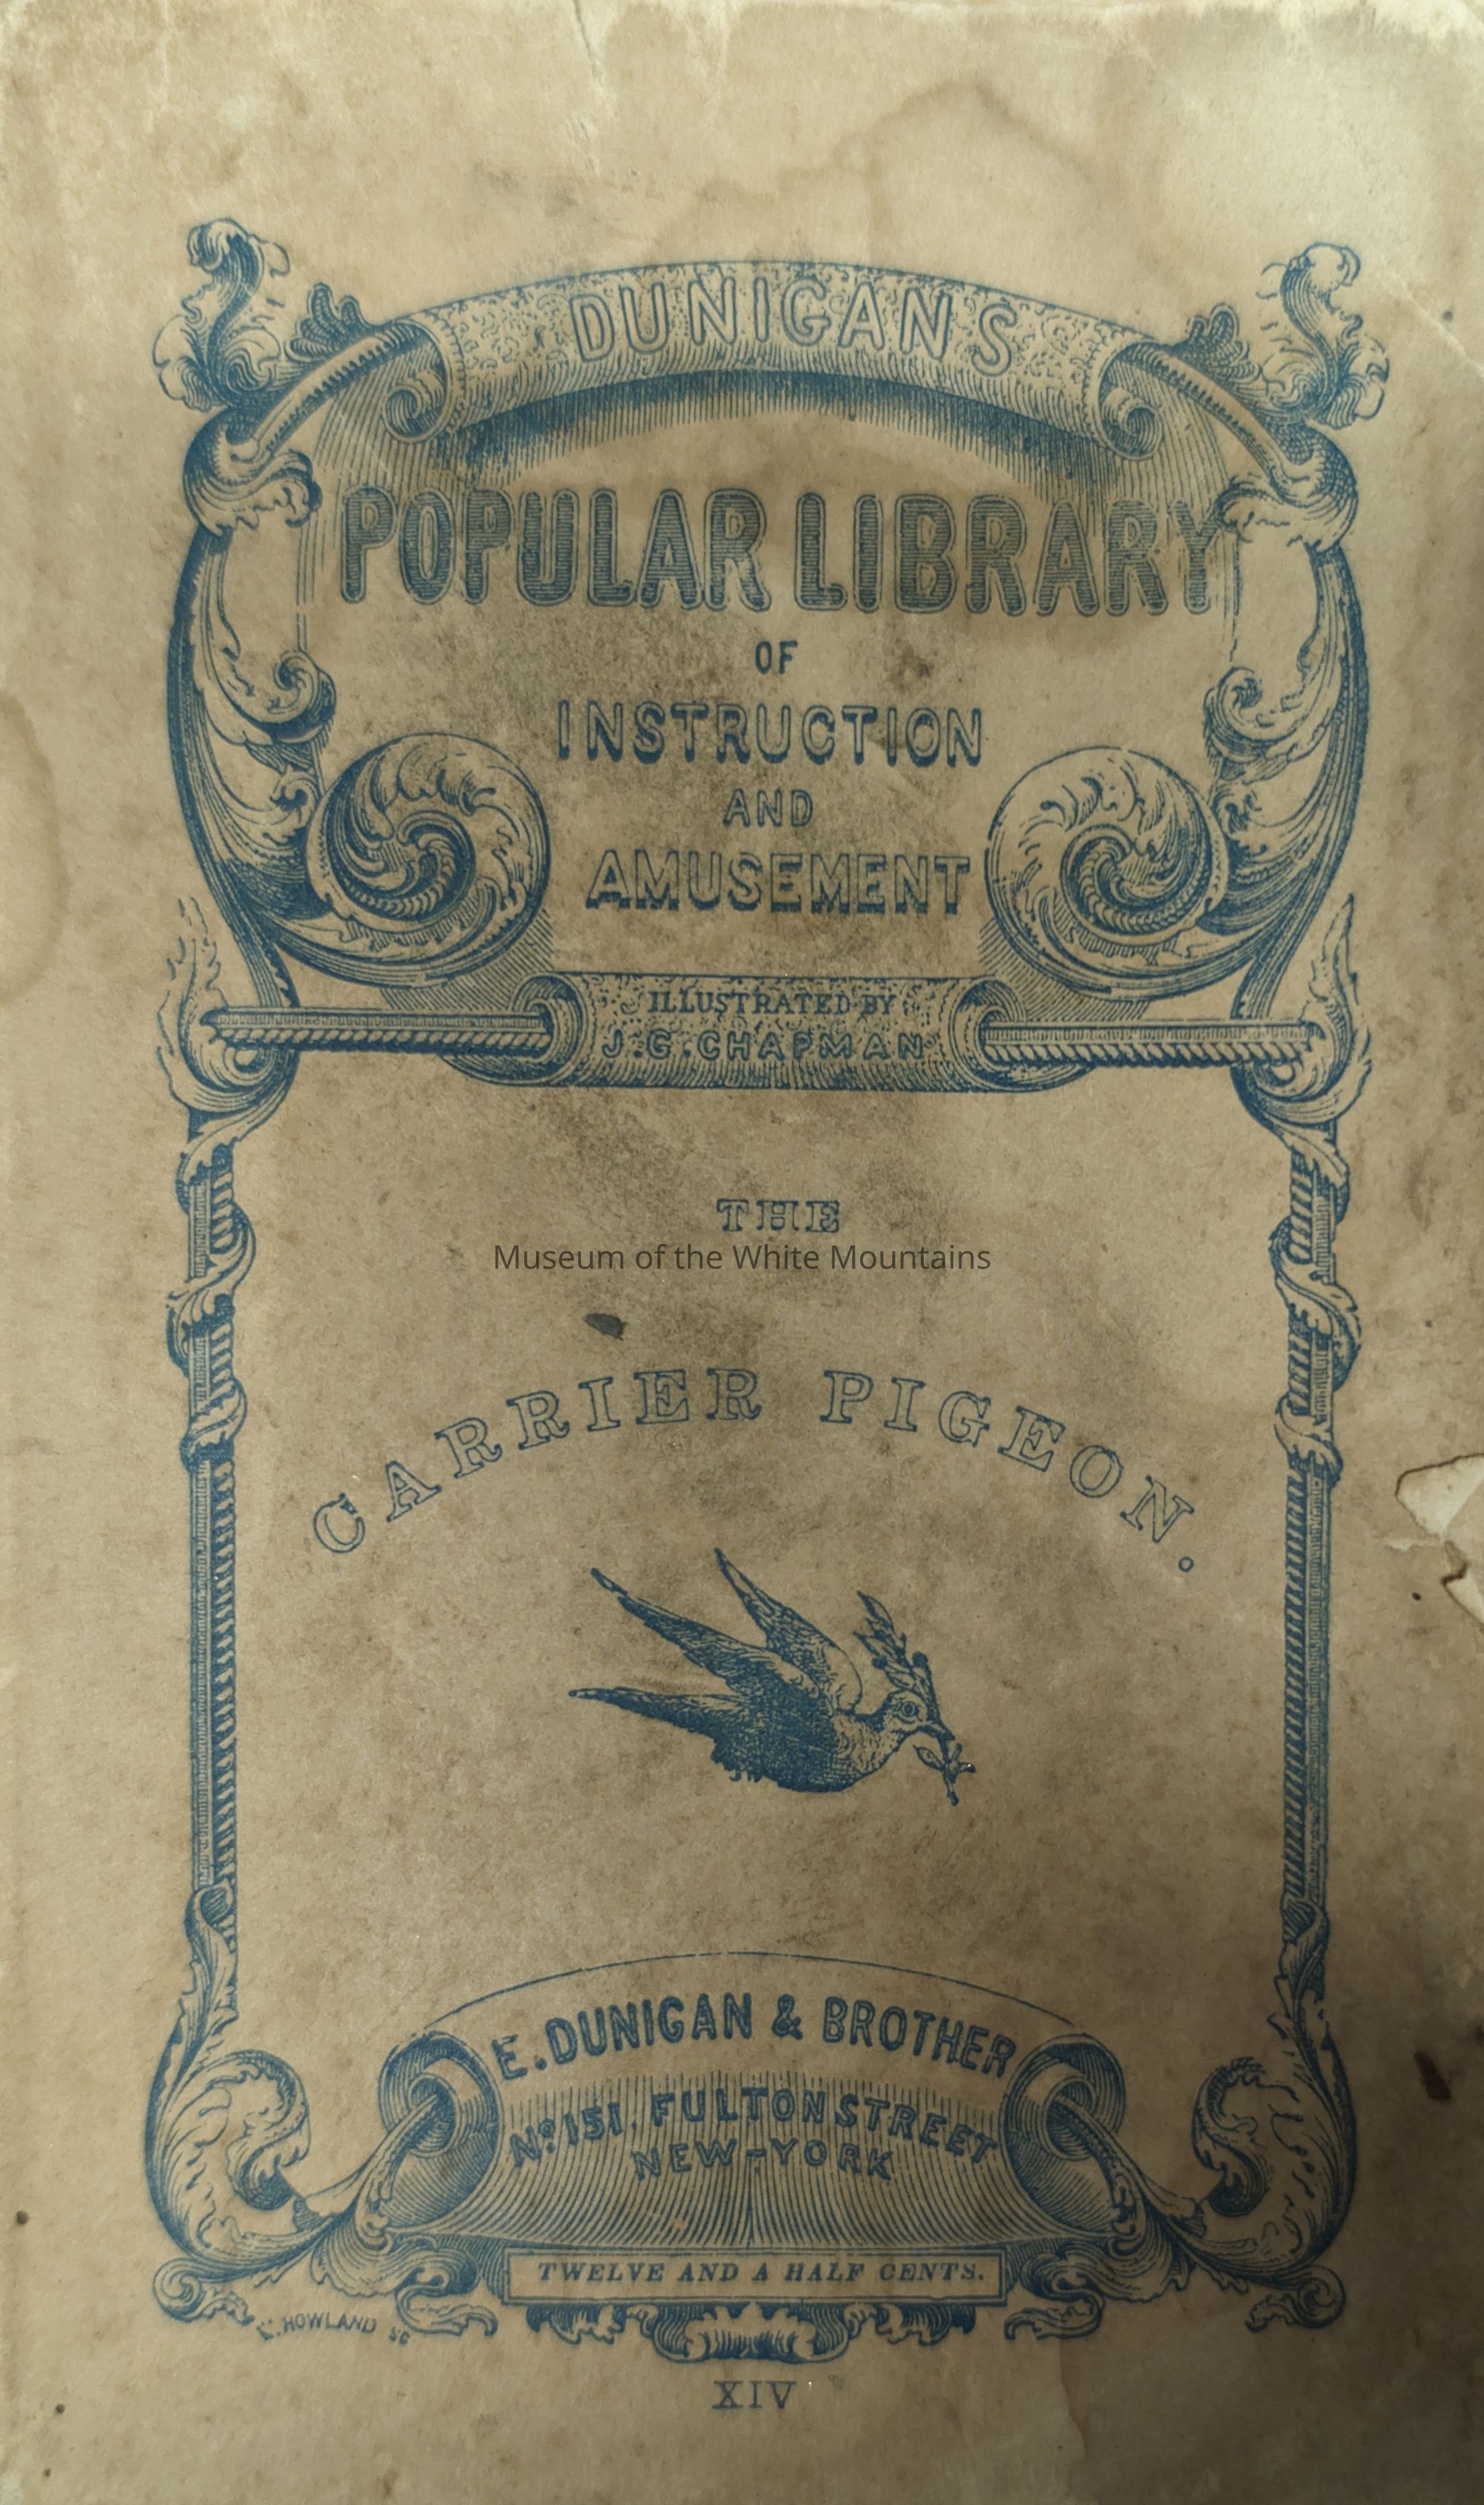 DUNIGANS
POPULAR LIBRARY
OF
INSTRUCTION
AND
AMUSEMENT
ILLUSTRATED BY
J.G.CHAPMAN
THE
Museum of the White Mountains
CARRIER PIGEON.
E. DUNIGAN & BROTHER
No 151, FULTON STREET
NEW-YORK
TWELVE AND A HALF CENTS.
HOWLAND SC
XIV